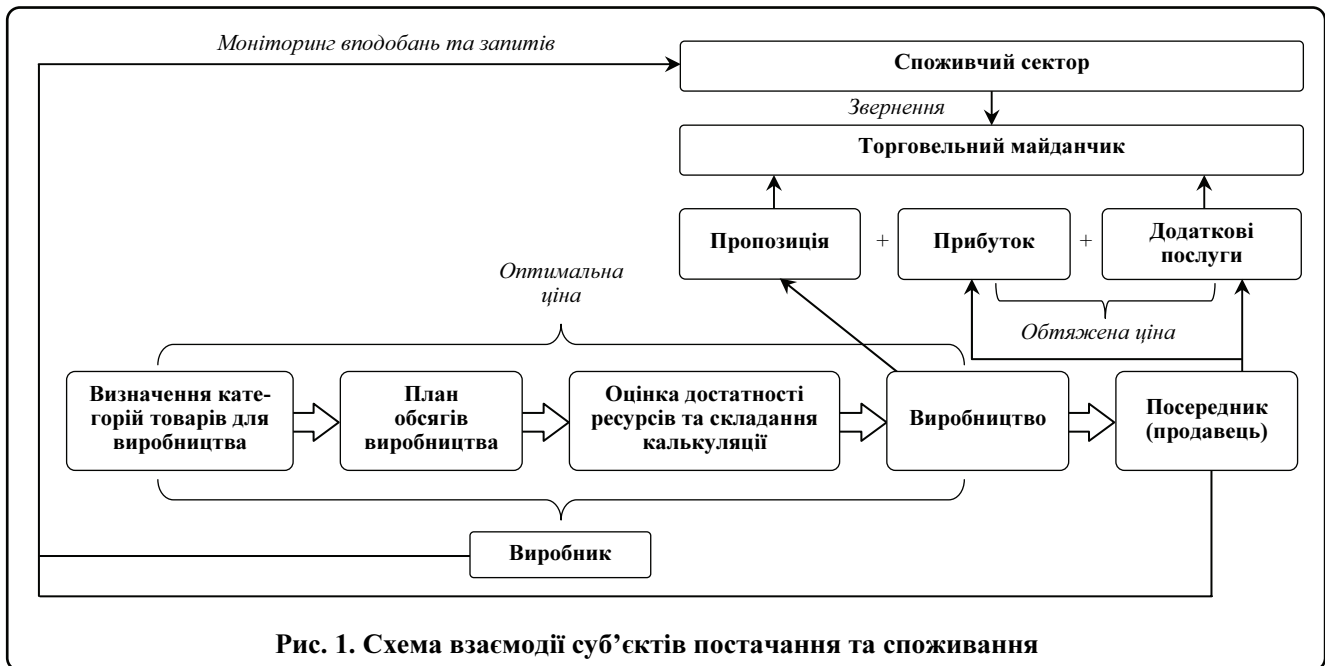 Моніторинг вподобань та запитів
Споживчий сектор
Звернення
Торговельний майданчик
Пропозиція
+
Прибуток
+
Додаткові
послуги
Оптимальна
ціна
Обтяжена ціна
Визначення кате-
горій товарів для
виробництва
План
обсягів
виробництва
Оцінка достатності
ресурсів та складання
калькуляції
Виробництво
Посередник
(продавець)
Виробник
Рис. 1. Схема взаємодії суб’єктів постачання та споживання